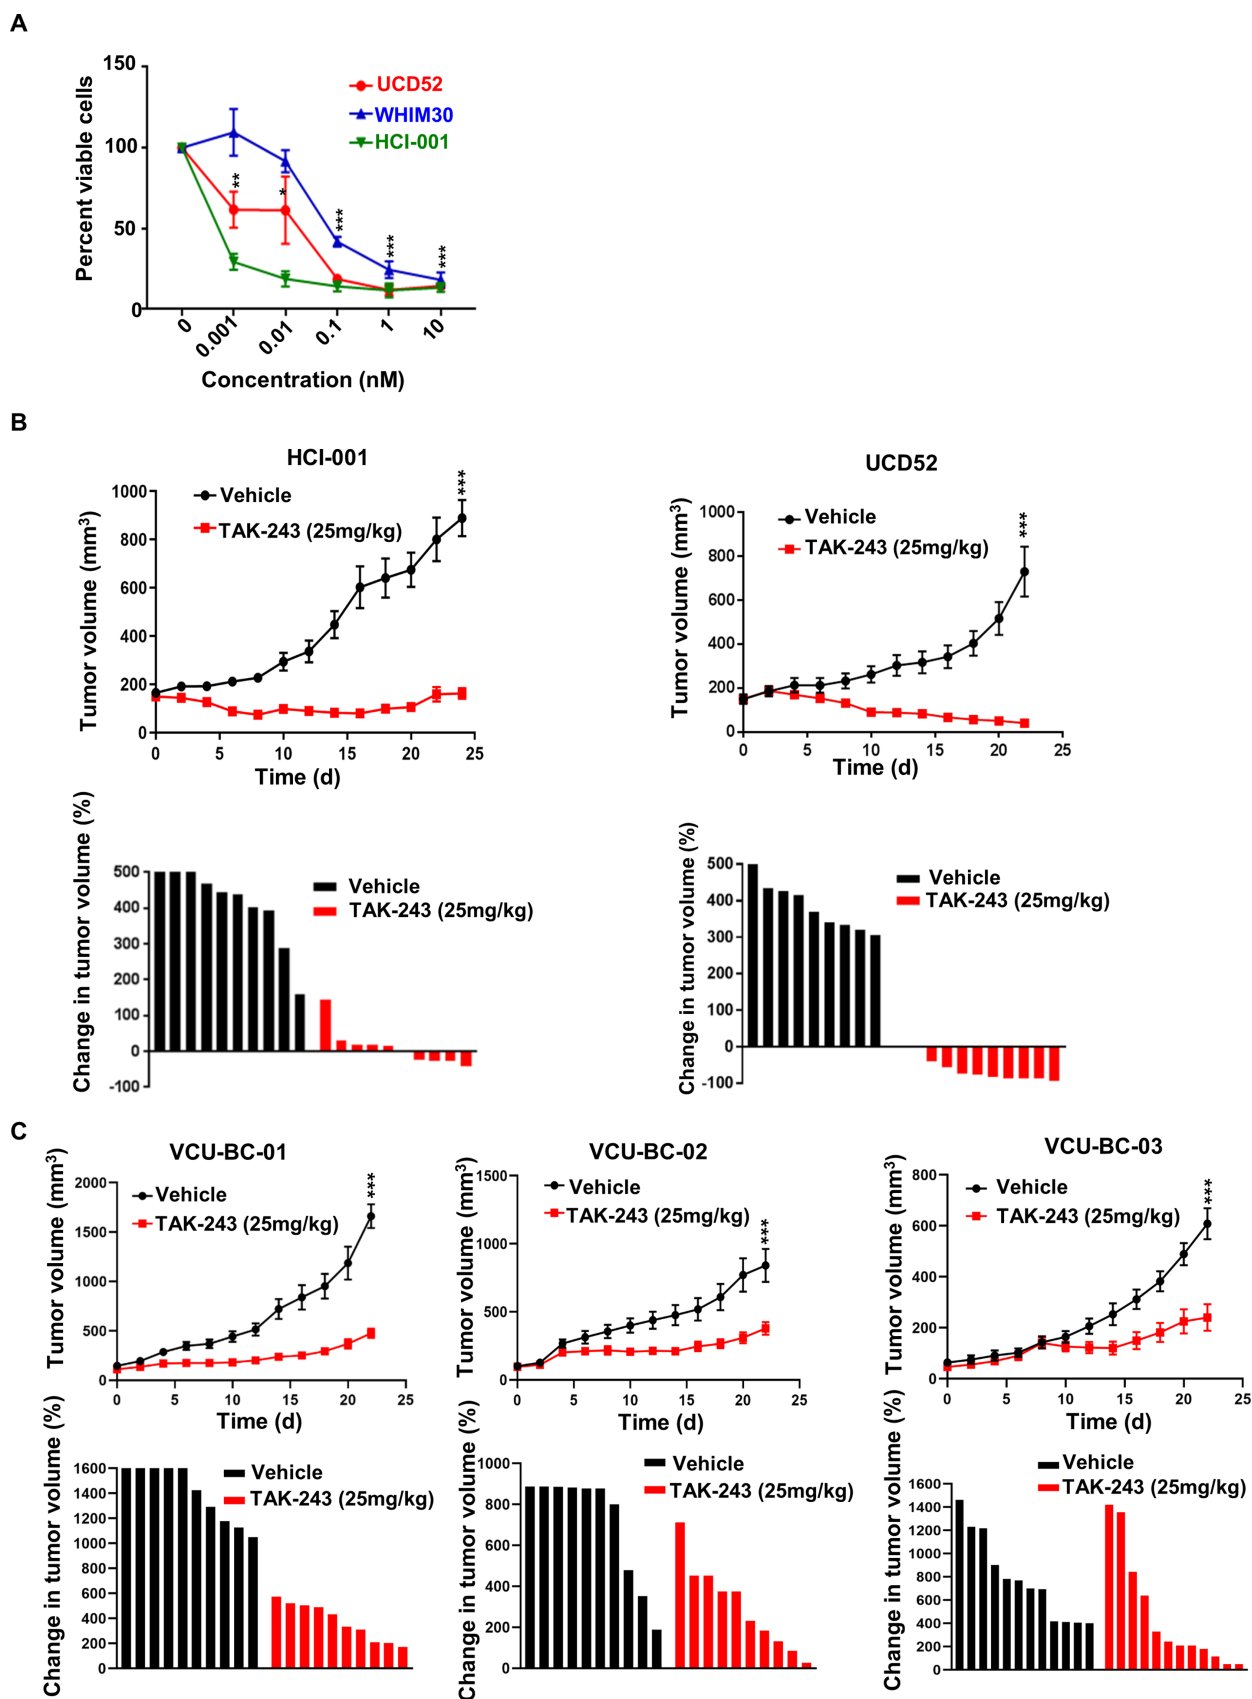 A
150
100
50
0
Percent viable cells
UCD52
WHIM30
HCI-001
**
*
***
***
***
0
0.001
0.01
0.1
1
10
Concentration (nM)
B
HCI-001
Tumor volume (mm³)
1000
800
600
400
200
0
Vehicle
TAK-243 (25mg/kg)
***
0 5 10 15 20 25
Time (d)
UCD52
Tumor volume (mm³)
1000
800
600
400
200
0
Vehicle
TAK-243 (25mg/kg)
***
0 5 10 15 20 25
Time (d)
Change in tumor volume (%)
500
400
300
200
100
0
-100
Vehicle
TAK-243 (25mg/kg)
Change in tumor volume (%)
500
400
300
200
100
0
-100
Vehicle
TAK-243 (25mg/kg)
C
VCU-BC-01
Tumor volume (mm³)
2000
1500
1000
500
0
Vehicle
TAK-243 (25mg/kg)
***
0 5 10 15 20 25
Time (d)
VCU-BC-02
Tumor volume (mm³)
1500
1000
500
0
Vehicle
TAK-243 (25mg/kg)
***
0 5 10 15 20 25
Time (d)
VCU-BC-03
Tumor volume (mm³)
800
600
400
200
0
Vehicle
TAK-243 (25mg/kg)
***
0 5 10 15 20 25
Time (d)
Change in tumor volume (%)
1600
1400
1200
1000
800
600
400
200
0
Vehicle
TAK-243 (25mg/kg)
Change in tumor volume (%)
1000
800
600
400
200
0
Vehicle
TAK-243 (25mg/kg)
Change in tumor volume (%)
1600
1400
1200
1000
800
600
400
200
0
Vehicle
TAK-243 (25mg/kg)